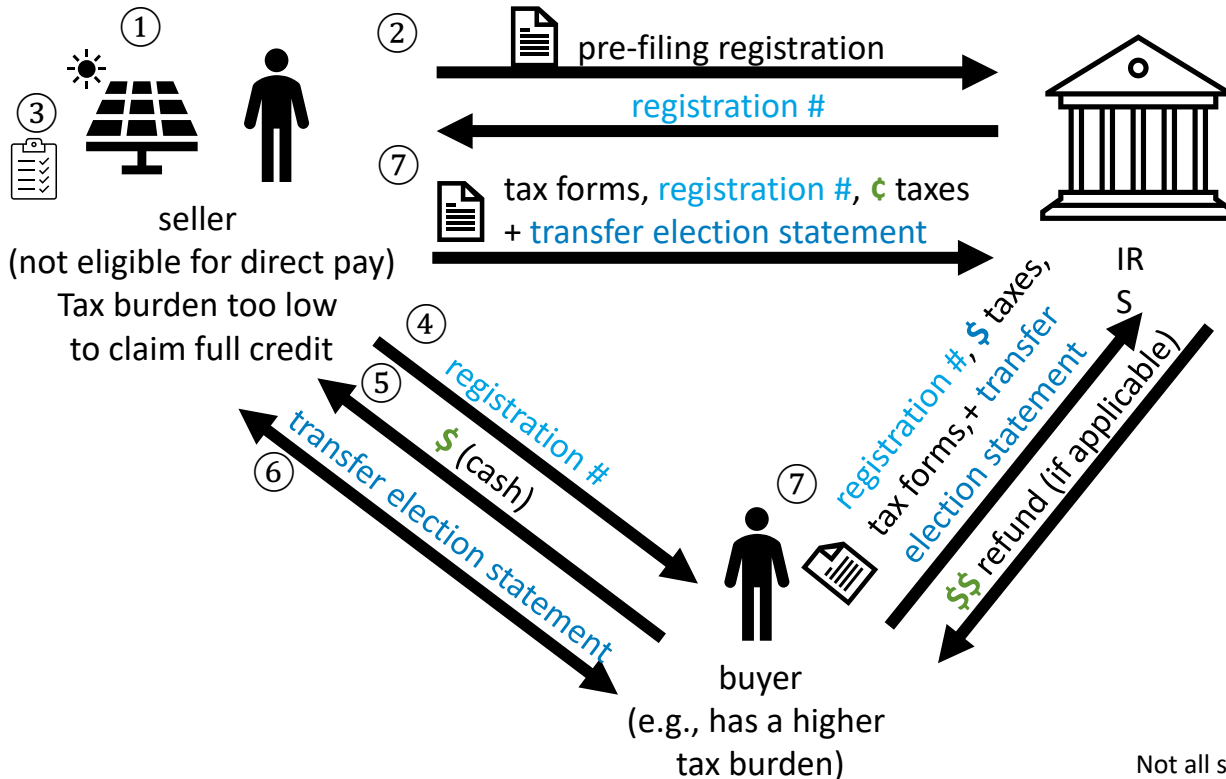 ①
②
pre-filing registration
registration #
③
⑦
tax forms, registration #, ¢ taxes
+ transfer election statement
seller
(not eligible for direct pay)
Tax burden too low
to claim full credit
IR
S
④
registration #
⑤
$ (cash)
⑥
transfer election statement
⑦
registration #, $ taxes,
tax forms,+ transfer
election statement
$$ refund (if applicable)
buyer
(e.g., has a higher
tax burden)
Not all s